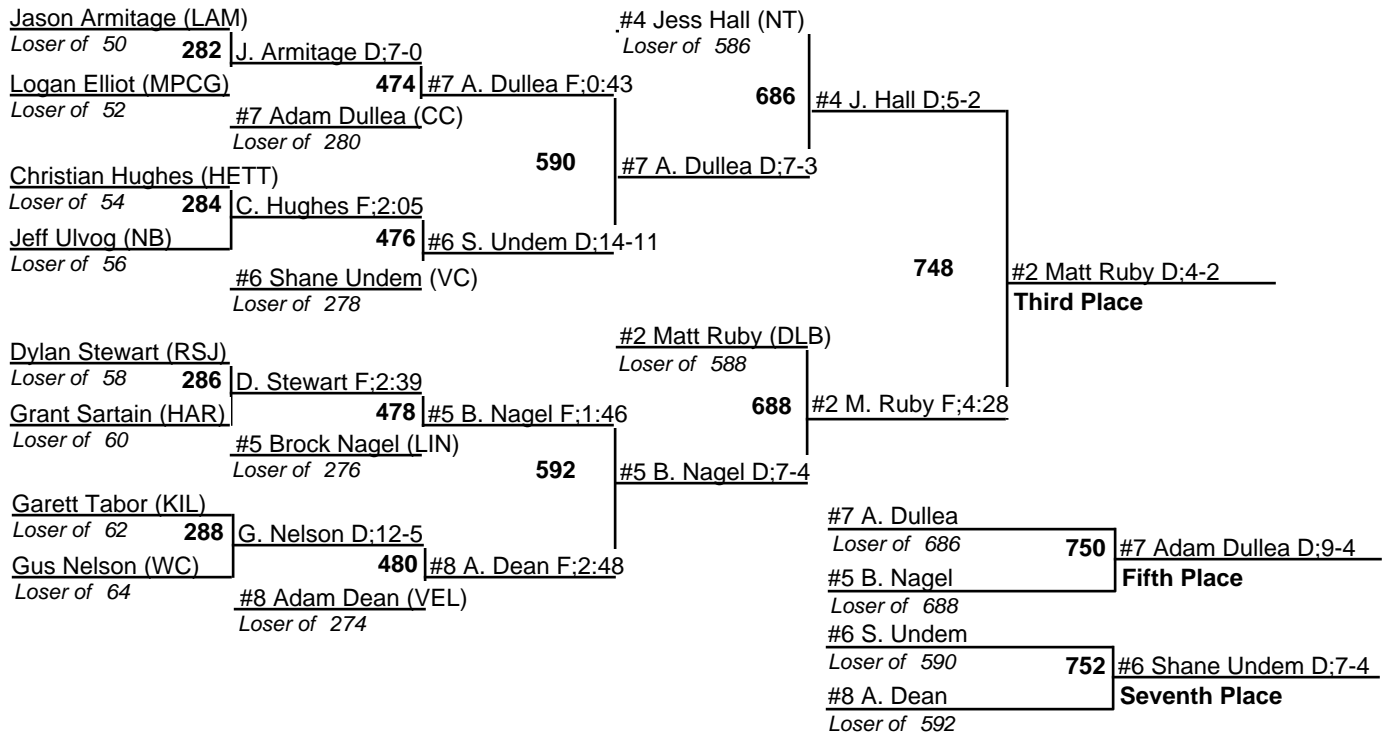 Jason Armitage (LAM)
Loser of 50
282
J. Armitage D;7-0
Logan Elliot (MPCG)
Loser of 52
474
#7 A. Dullea F;0:43
#7 Adam Dullea (CC)
Loser of 280
590
#7 A. Dullea D;7-3
Christian Hughes (HETT)
Loser of 54
284
C. Hughes F;2:05
Jeff Ulvog (NB)
Loser of 56
476
#6 S. Undem D;14-11
#6 Shane Undem (VC)
Loser of 278
#4 Jess Hall (NT)
Loser of 586
686
#4 J. Hall D;5-2
748
#2 Matt Ruby D;4-2
Third Place
Dylan Stewart (RSJ)
Loser of 58
286
D. Stewart F;2:39
Grant Sartain (HAR)
Loser of 60
478
#5 B. Nagel F;1:46
#5 Brock Nagel (LIN)
Loser of 276
592
#5 B. Nagel D;7-4
#2 Matt Ruby (DLB)
Loser of 588
688
#2 M. Ruby F;4:28
Garett Tabor (KIL)
Loser of 62
288
G. Nelson D;12-5
Gus Nelson (WC)
Loser of 64
480
#8 A. Dean F;2:48
#8 Adam Dean (VEL)
Loser of 274
#7 A. Dullea
Loser of 686
750
#7 Adam Dullea D;9-4
Fifth Place
#5 B. Nagel
Loser of 688
#6 S. Undem
Loser of 590
752
#6 Shane Undem D;7-4
Seventh Place
#8 A. Dean
Loser of 592